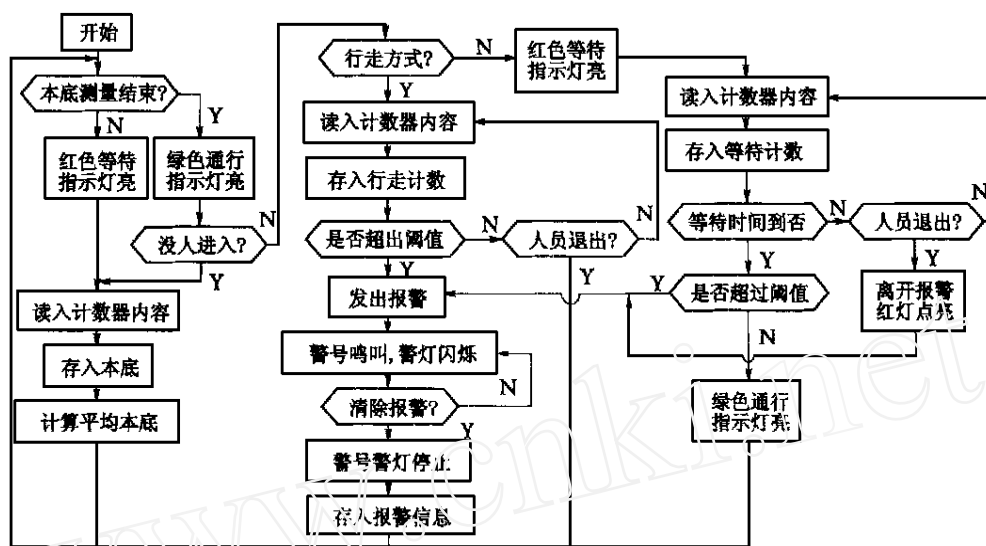 开始
本底测量结束?
N
Y
红色等待
指示灯亮
绿色通行
指示灯亮
没人进入?
N
Y
读入计数器内容
存入本底
计算平均本底
行走方式?
N
Y
读入计数器内容
存入行走计数
是否超出阈值
N
Y
人员退出?
N
Y
发出报警
警号鸣叫,警灯闪烁
清除报警?
N
Y
警号警灯停止
存入报警信息
红色等待
指示灯亮
读入计数器内容
存入等待计数
等待时间到否
N
Y
人员退出?
N
Y
离开报警
红灯点亮
是否超过阈值
Y
N
绿色通行
指示灯亮
www.cnki.net